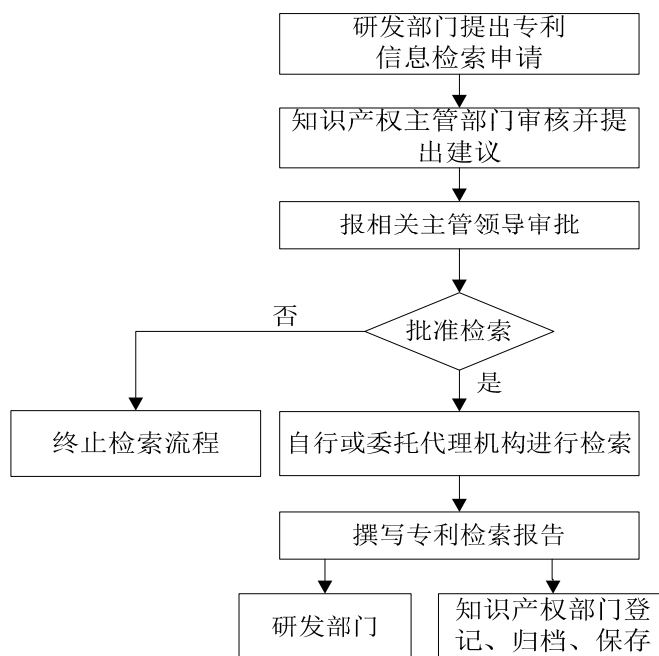 研发部门提出专利
信息检索申请
知识产权主管部门审核并提
出建议
报相关主管领导审批
否
批准检索
是
终止检索流程
自行或委托代理机构进行检索
撰写专利检索报告
研发部门
知识产权部门登
记、归档、保存